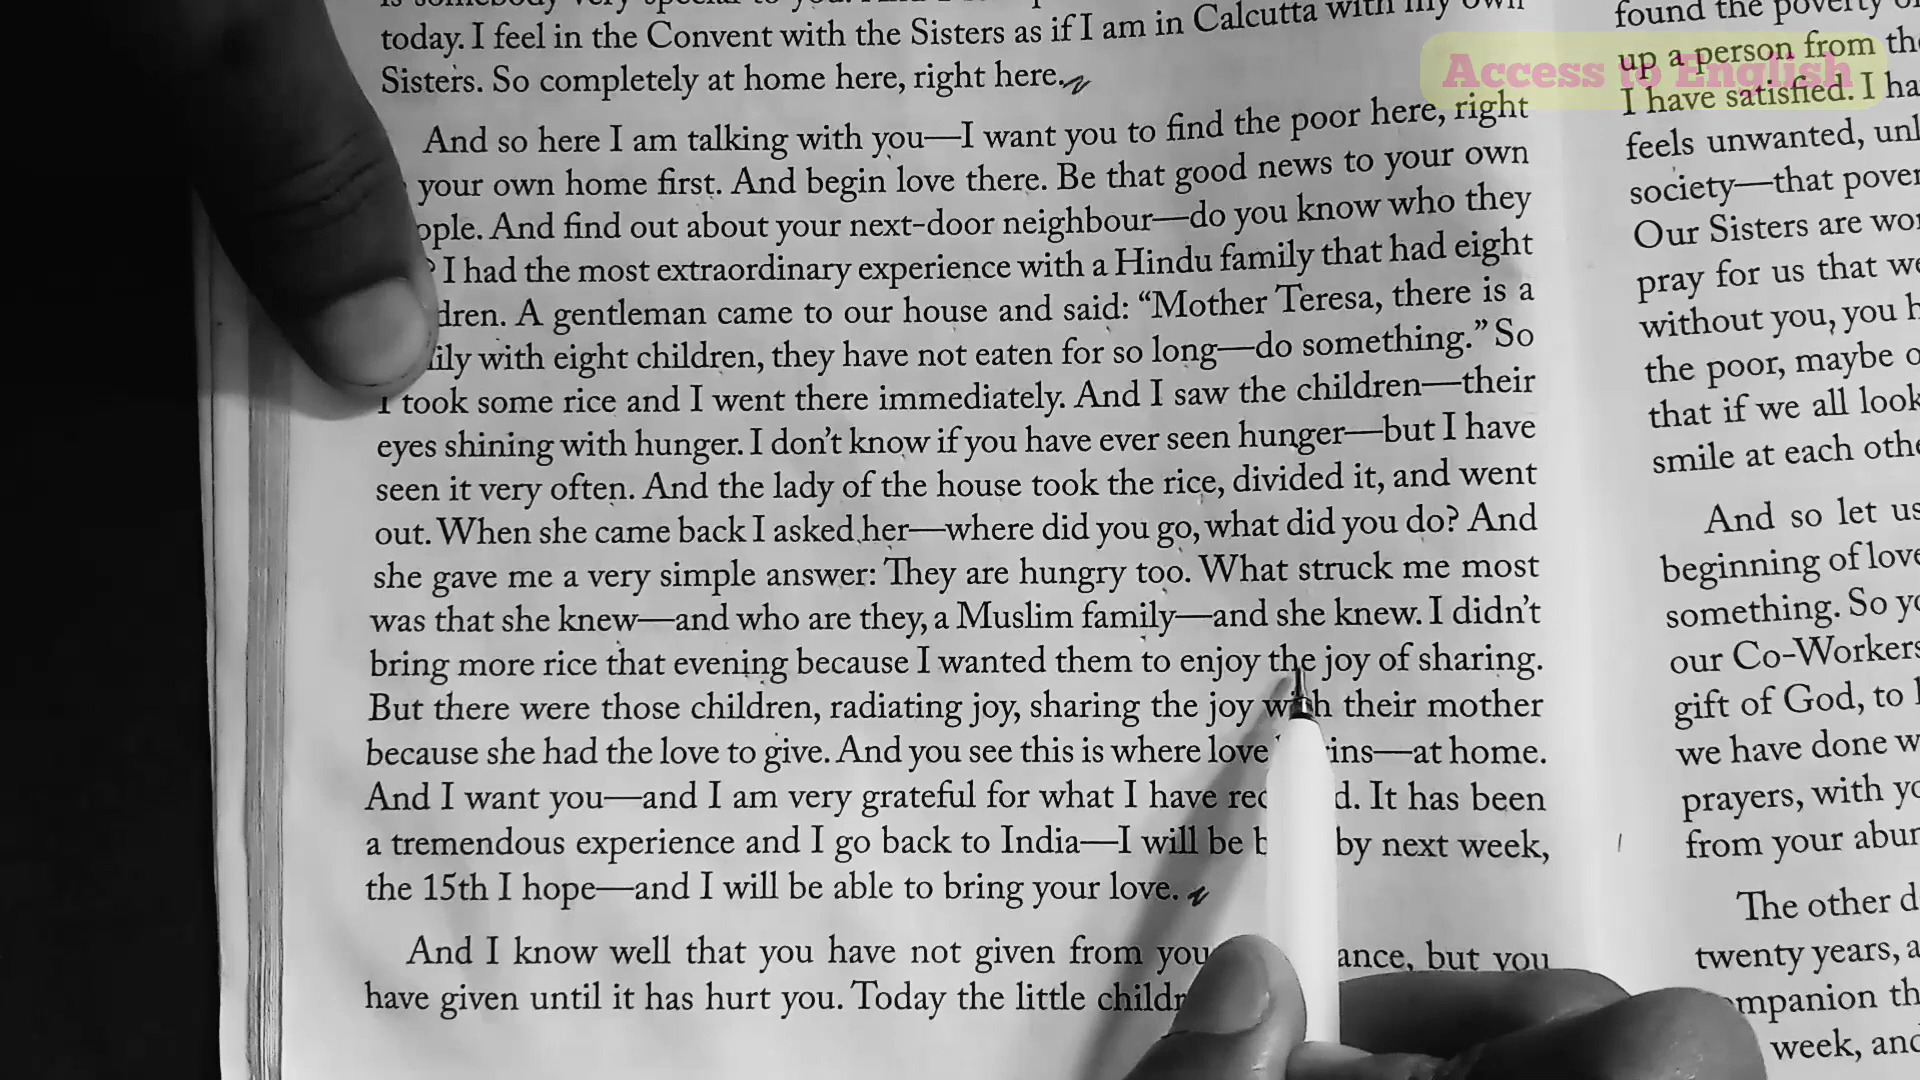 today. I feel in the Convent with the Sisters as if I am in Calcutta with my own
Sisters. So completely at home here, right here.
And so here I am talking with you—I want you to find the poor here, right
your own home first. And begin love there. Be that good news to your own
ople. And find out about your next-door neighbour—do you know who they
I had the most extraordinary experience with a Hindu family that had eight
dren. A gentleman came to our house and said: “Mother Teresa, there is a
ily with eight children, they have not eaten for so long—do something.” So
I took some rice and I went there immediately. And I saw the children—their
eyes shining with hunger. I don’t know if you have ever seen hunger—but I have
seen it very often. And the lady of the house took the rice, divided it, and went
out. When she came back I asked her—where did you go, what did you do? And
she gave me a very simple answer: They are hungry too. What struck me most
was that she knew—and who are they, a Muslim family—and she knew. I didn’t
bring more rice that evening because I wanted them to enjoy the joy of sharing.
But there were those children, radiating joy, sharing the joy with their mother
because she had the love to give. And you see this is where love ins—at home.
And I want you—and I am very grateful for what I have rec d. It has been
a tremendous experience and I go back to India—I will be b by next week,
the 15th I hope—and I will be able to bring your love.
And I know well that you have not given from you ance, but you
have given until it has hurt you. Today the little childr
Access to English
found the poverty
up a person from the
I have satisfied. I ha
feels unwanted, unl
society—that pover
Our Sisters are wor
pray for us that we
without you, you h
the poor, maybe o
that if we all look
smile at each othe
And so let us
beginning of love
something. So yo
our Co-Workers
gift of God, to
we have done w
prayers, with yo
from your abun
The other d
twenty years, a
mpanion th
week, and